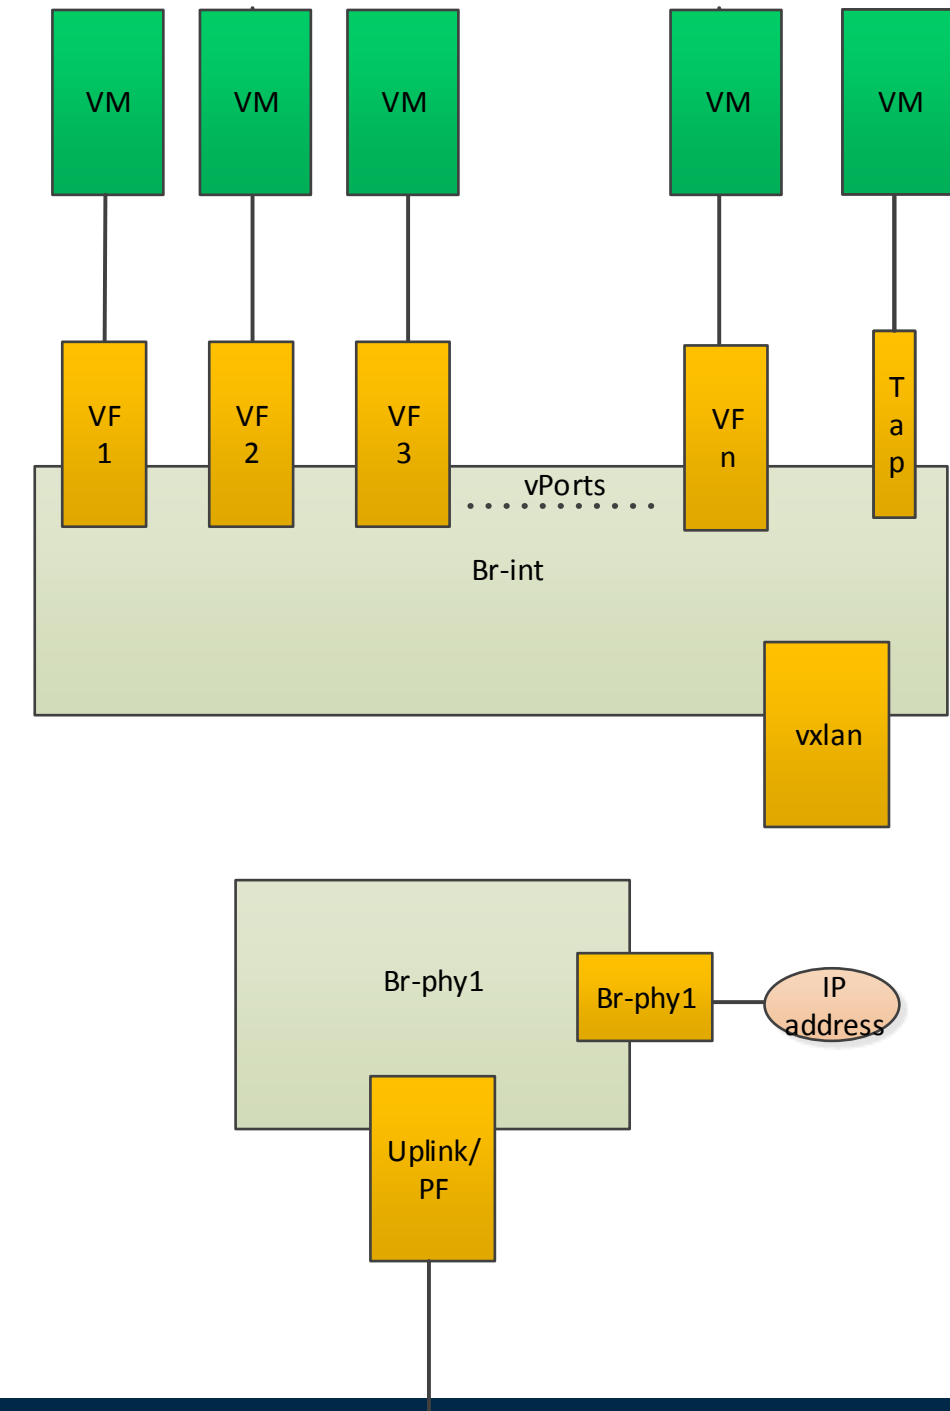 VM
VM
VM
VM
VM
VF
1
VF
2
VF
3
VF
n
T
a
p
vPorts
Br-int
vxlan
Br-phy1
Br-phy1
IP
address
Uplink/
PF